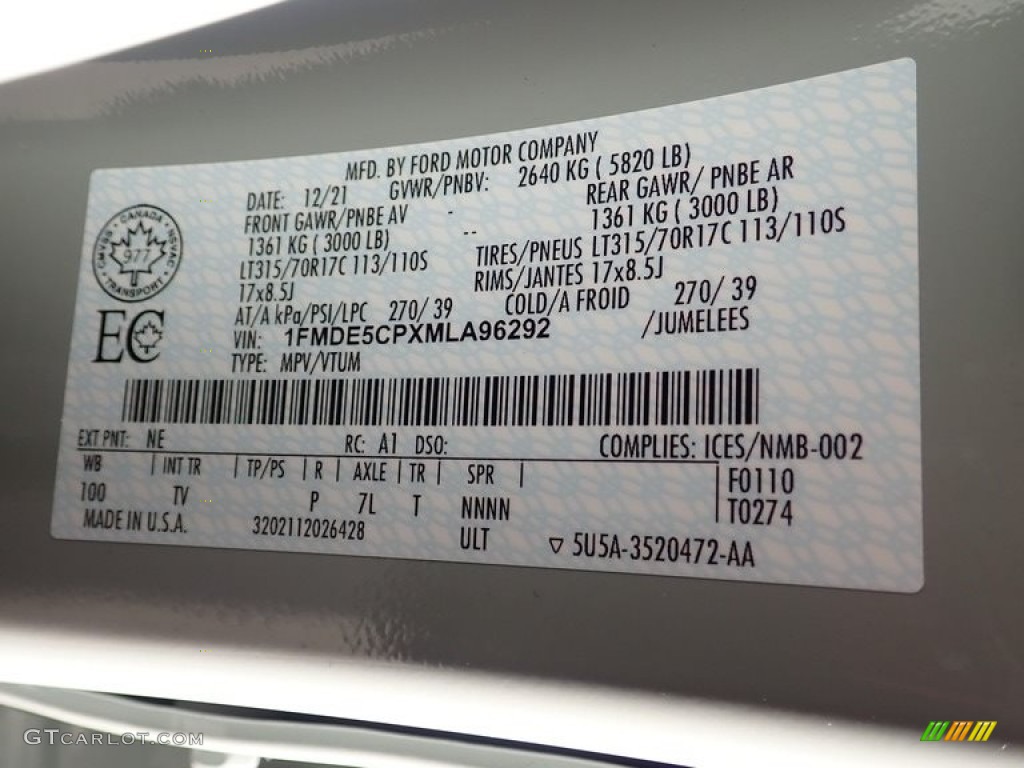 MFD. BY FORD MOTOR COMPANY
DATE: 12/21 GVWR/PNBV: 2640 KG ( 5820 LB)
FRONT GAWR/PNBE AV - REAR GAWR/ PNBE AR
1361 KG ( 3000 LB) -- 1361 KG ( 3000 LB)
LT315/70R17C 113/110S TIRES/PNEUS LT315/70R17C 113/110S
17x8.5J RIMS/JANTES 17x8.5J
AT/A kPa/PSI/LPC 270/ 39 COLD/A FROID 270/ 39
VIN: 1FMDE5CPXMLA96292 /JUMELEES
TYPE: MPV/VTUM
CANADA
CMVSS NSVAC
977
TRANSPORT
EC
EXT PNT: NE RC: A1 DSO: COMPLIES: ICES/NMB-002
WB | INT TR | TP/PS | R | AXLE | TR | SPR | F0110
100 TV P 7L T NNNN T0274
MADE IN U.S.A. 3202112026428 ULT ▽ 5U5A-3520472-AA
GTCARLOT.COM